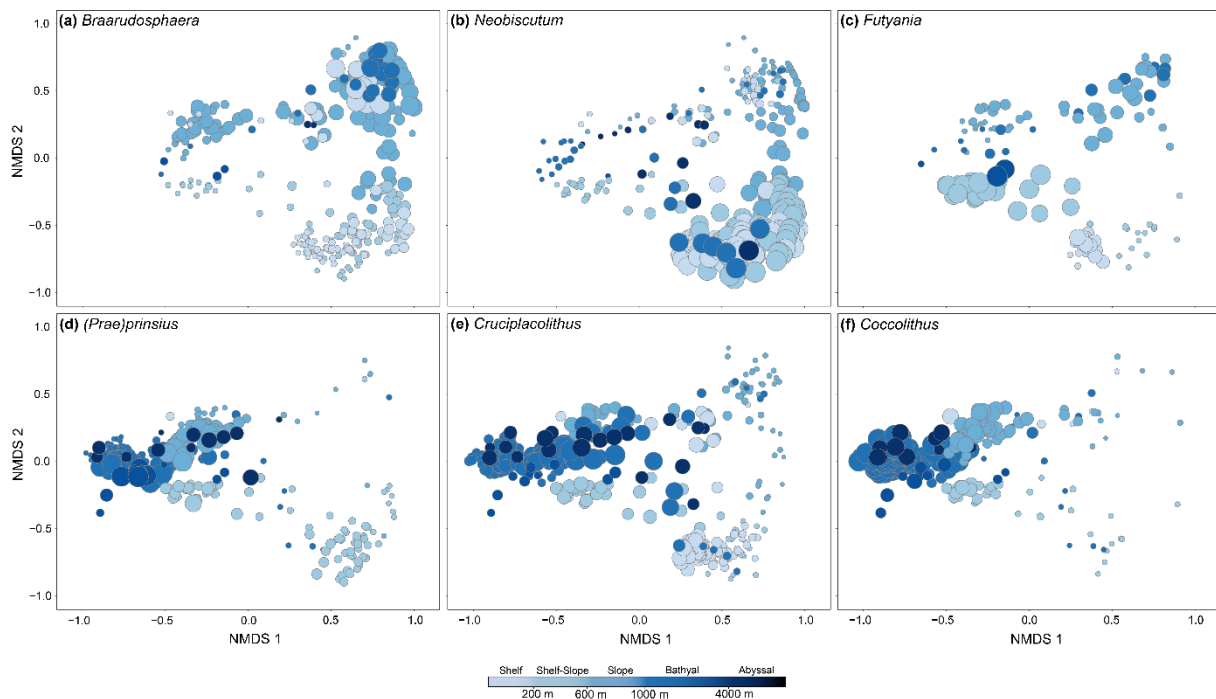 (a) Braarudosphaera
(b) Neobiscutum
(c) Futyania
1.0
0.5
0.0
−0.5
−1.0
NMDS 2
(d) (Prae)prinsius
(e) Cruciplacolithus
(f) Coccolithus
1.0
0.5
0.0
−0.5
−1.0
NMDS 2
−1.0 −0.5 0.0 0.5 1.0
−1.0 −0.5 0.0 0.5 1.0
−1.0 −0.5 0.0 0.5 1.0
NMDS 1
NMDS 1
NMDS 1
Shelf Shelf-Slope Slope Bathyal Abyssal
200 m 600 m 1000 m 4000 m